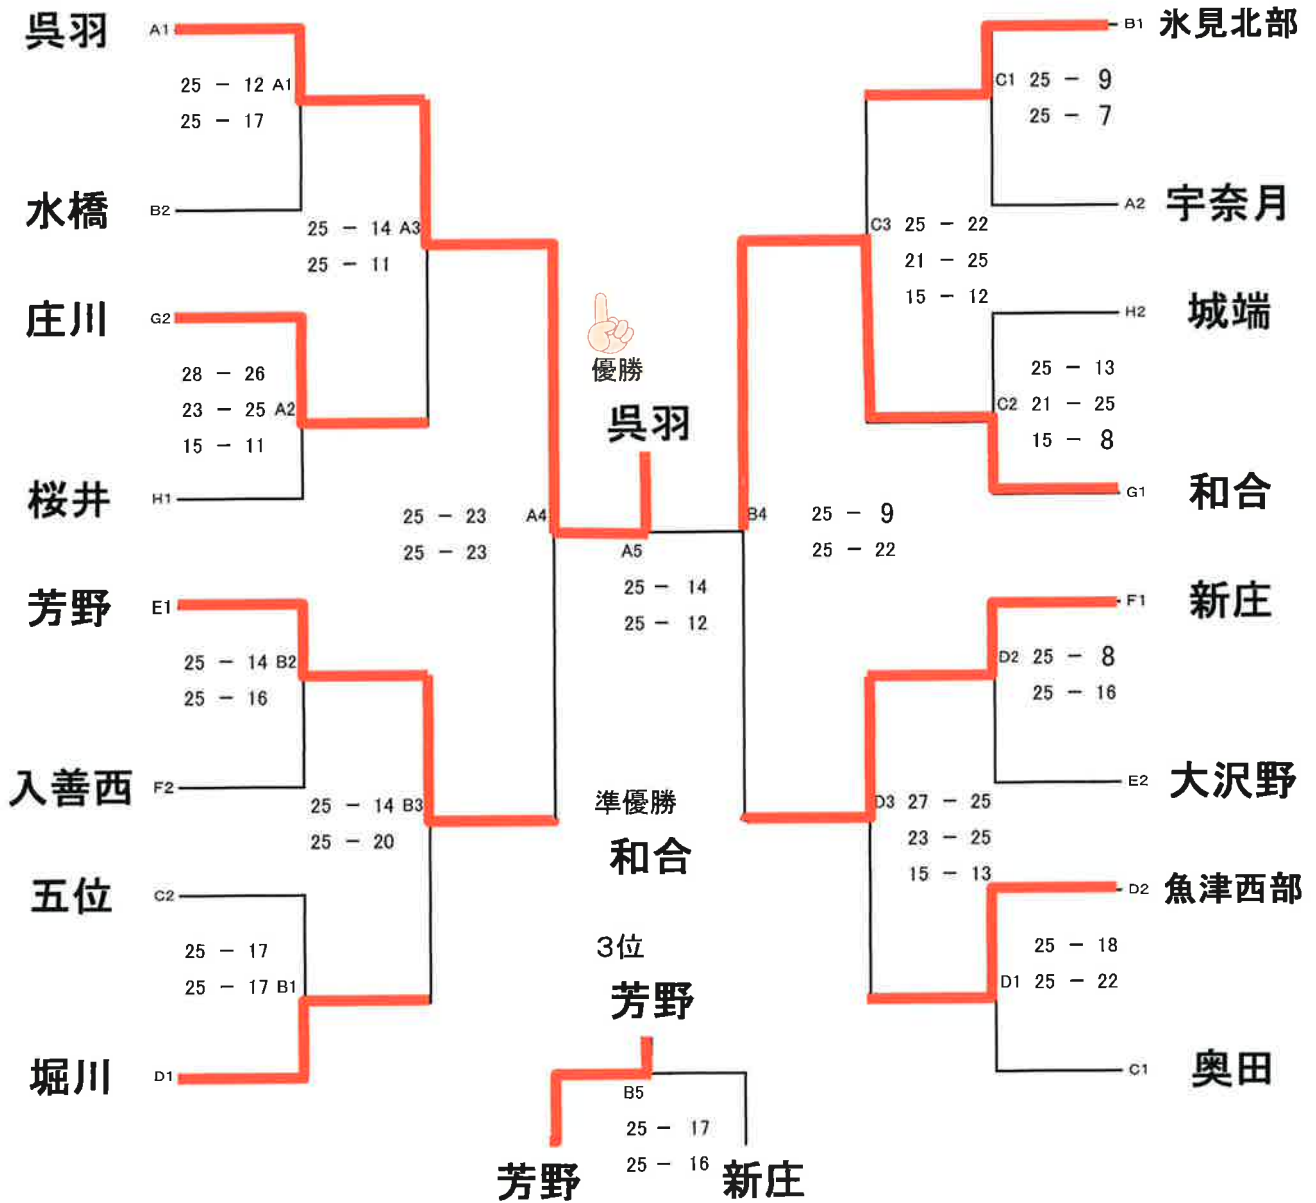 呉羽 A1
25 － 12 A1
25 － 17
水橋 B2
25 － 14 A3
25 － 11
庄川 G2
28 － 26
23 － 25 A2
15 － 11
桜井 H1
25 － 23 A4
25 － 23
芳野 E1
25 － 14 B2
25 － 16
入善西 F2
25 － 14 B3
25 － 20
五位 C2
25 － 17
25 － 17 B1
堀川 D1
優勝
呉羽
A5
25 － 14
25 － 12
準優勝
和合
3位
芳野
B5
25 － 17
25 － 16
芳野
新庄
B1 氷見北部
C1 25 － 9
25 － 7
A2 宇奈月
C3 25 － 22
21 － 25
15 － 12
H2 城端
25 － 13
C2 21 － 25
15 － 8
G1 和合
B4 25 － 9
25 － 22
F1 新庄
D2 25 － 8
25 － 16
E2 大沢野
D3 27 － 25
23 － 25
15 － 13
D2 魚津西部
25 － 18
D1 25 － 22
C1 奥田